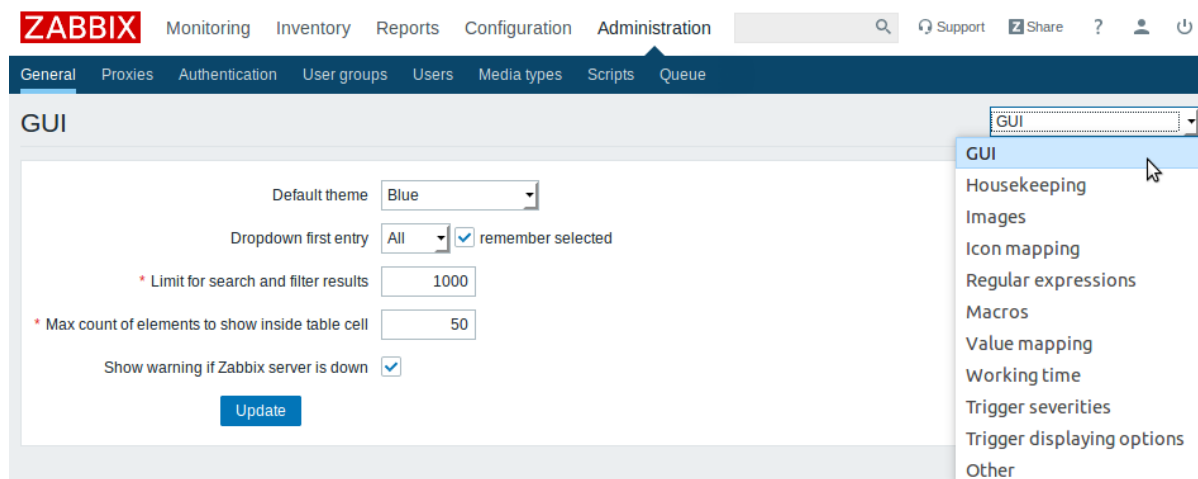 ZABBIX Monitoring Inventory Reports Configuration Administration Support Z Share ?
General Proxies Authentication User groups Users Media types Scripts Queue
GUI GUI
GUI
Housekeeping
Images
Icon mapping
Regular expressions
Macros
Value mapping
Working time
Trigger severities
Trigger displaying options
Other
Default theme Blue
Dropdown first entry All remember selected
* Limit for search and filter results 1000
* Max count of elements to show inside table cell 50
Show warning if Zabbix server is down
Update